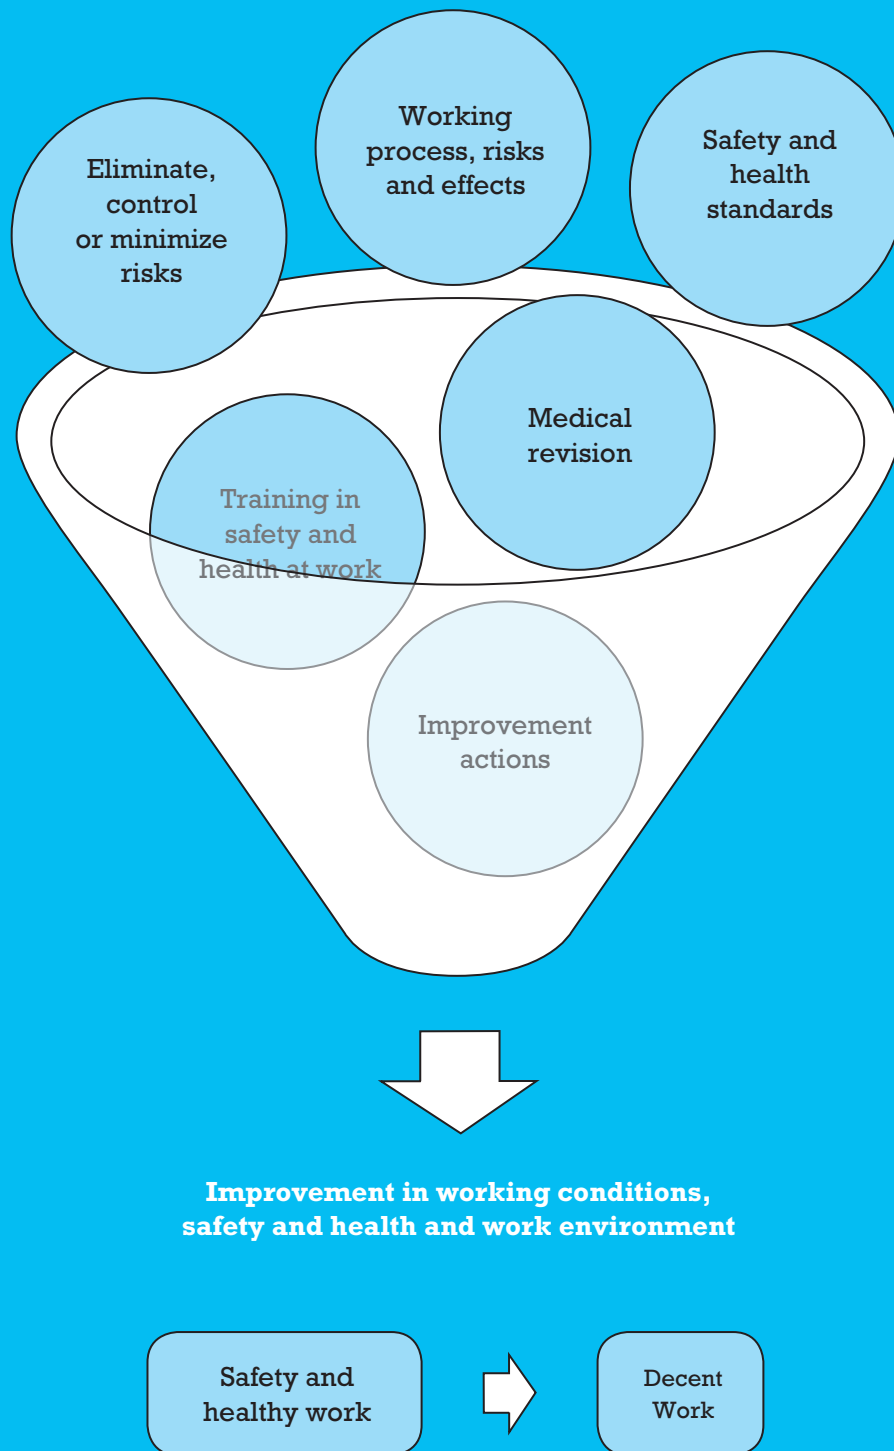 Working
process, risks
and effects
Safety and
health
standards
Eliminate,
control
or minimize
risks
Medical
revision
Training in
safety and
health at work
Improvement
actions
Improvement in working conditions,
safety and health and work environment
Safety and
healthy work
Decent
Work